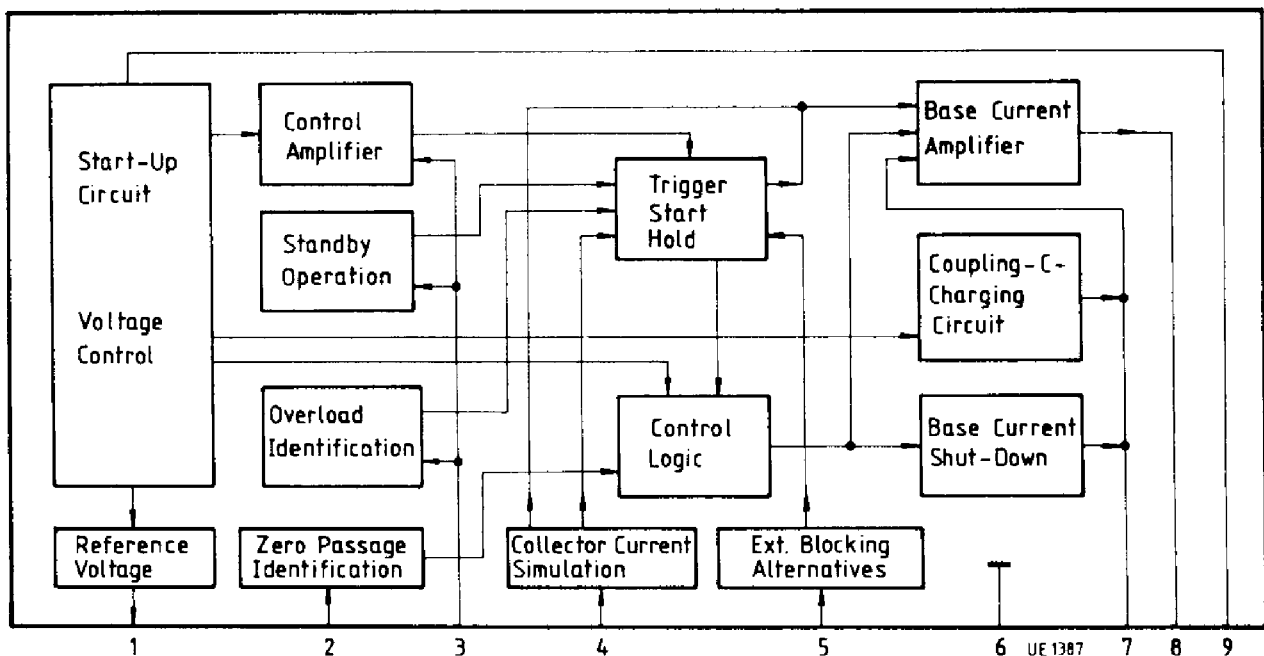 Start-Up
Circuit
Voltage
Control
Control
Amplifier
Standby
Operation
Overload
Identification
Trigger
Start
Hold
Control
Logic
Base Current
Amplifier
Coupling-C-
Charging
Circuit
Base Current
Shut-Down
Reference
Voltage
Zero Passage
Identification
Collector Current
Simulation
Ext. Blocking
Alternatives
1 2 3 4 5 6 UE 1387 7 8 9